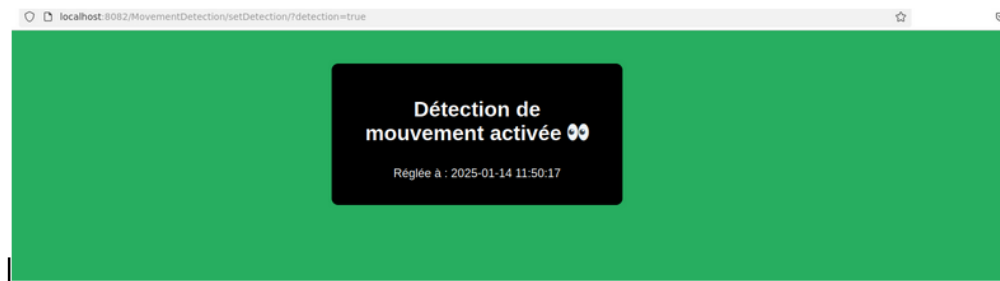 localhost:8082/MovementDetection/setDetection/?detection=true
Détection de
mouvement activée 👀
Réglée à : 2025-01-14 11:50:17